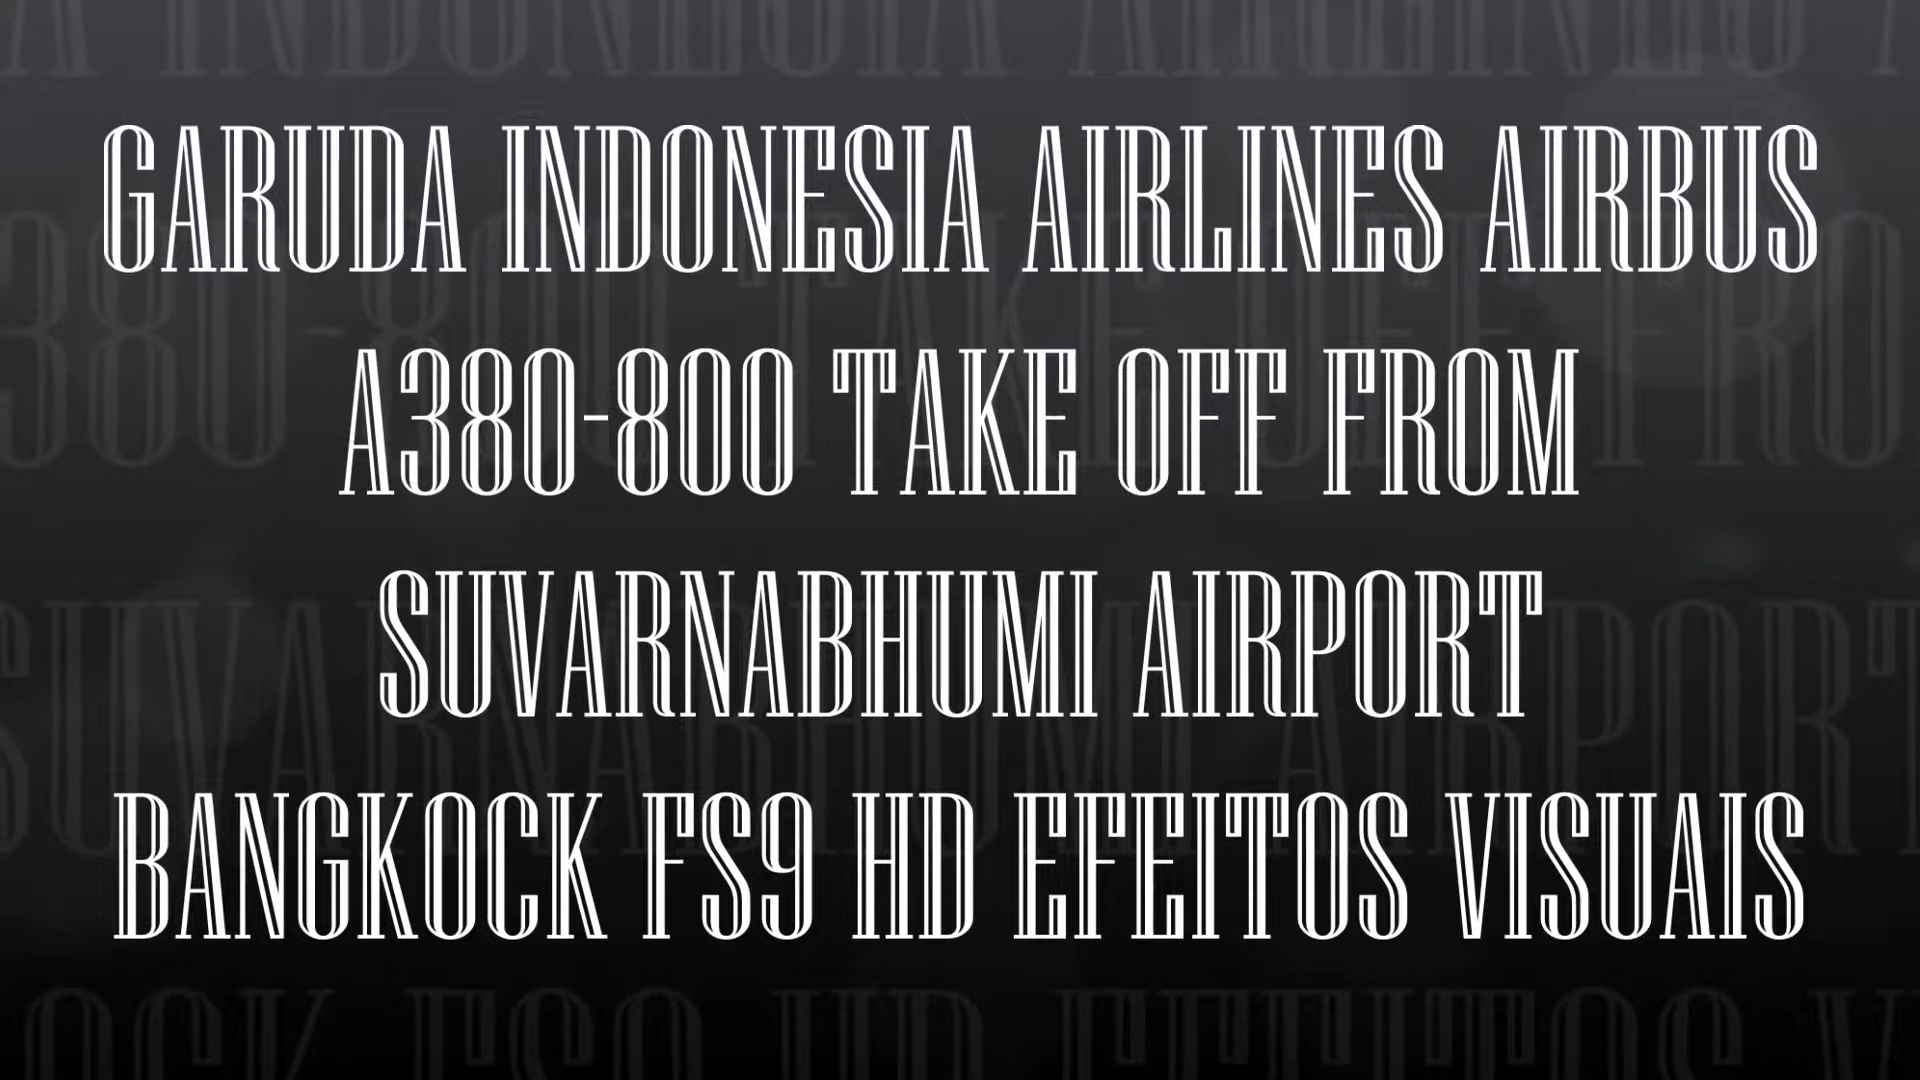 GARUDA INDONESIA AIRLINES AIRBUS
A380-800 TAKE OFF FROM
SUVARNABHUMI AIRPORT
BANGKOCK FS9 HD EFEITOS VISUAIS